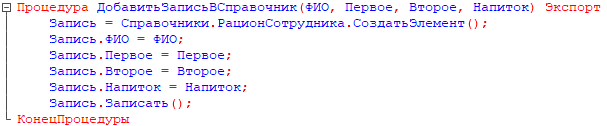 Процедура ДобавитьЗаписьВСправочник(ФИО, Первое, Второе, Напиток) Экспорт
Запись = Справочники.РационСотрудника.СоздатьЭлемент();
Запись.ФИО = ФИО;
Запись.Первое = Первое;
Запись.Второе = Второе;
Запись.Напиток = Напиток;
Запись.Записать();
КонецПроцедуры